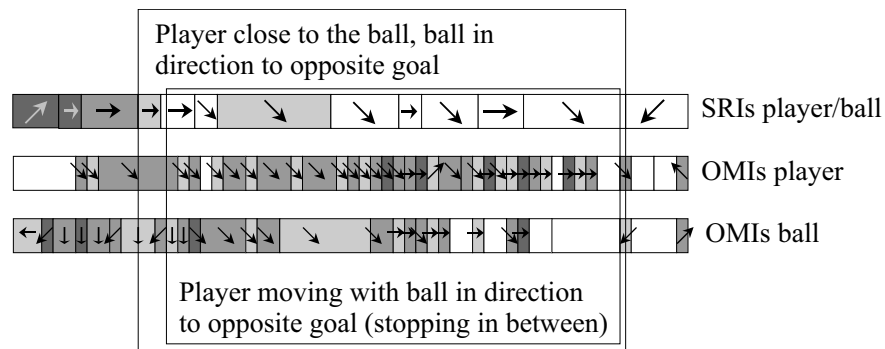 Player close to the ball, ball in
direction to opposite goal
SRIs player/ball
OMIs player
OMIs ball
Player moving with ball in direction
to opposite goal (stopping in between)